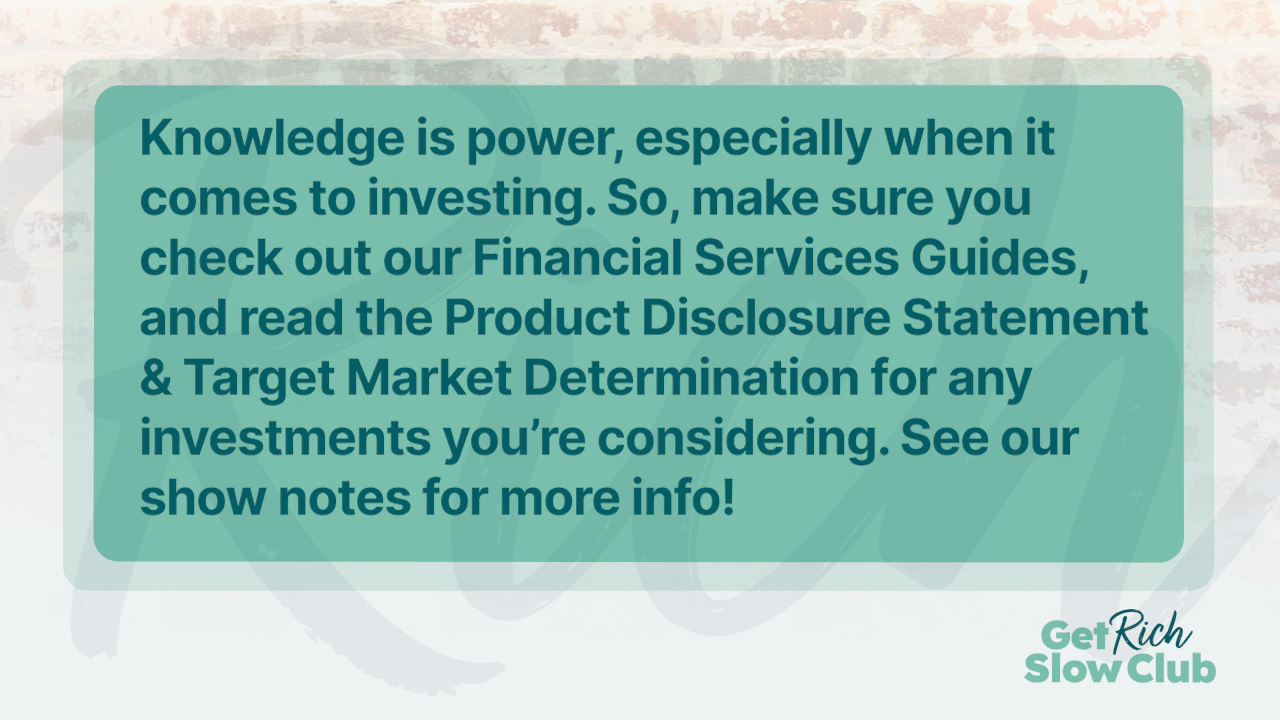 Knowledge is power, especially when it
comes to investing. So, make sure you
check out our Financial Services Guides,
and read the Product Disclosure Statement
& Target Market Determination for any
investments you’re considering. See our
show notes for more info!
Get Rich
Slow Club
Rich